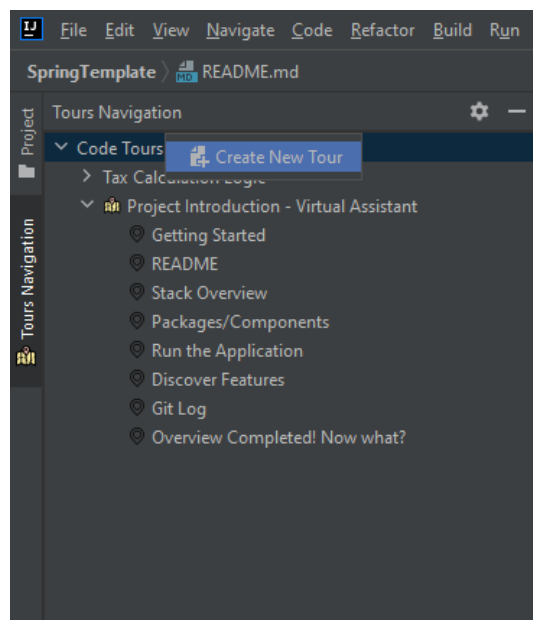 IJ
File Edit View Navigate Code Refactor Build Run
SpringTemplate MD README.md
Project
Tours Navigation
Tours Navigation
Code Tours
Create New Tour
Tax Calculation Logic
Project Introduction - Virtual Assistant
Getting Started
README
Stack Overview
Packages/Components
Run the Application
Discover Features
Git Log
Overview Completed! Now what?